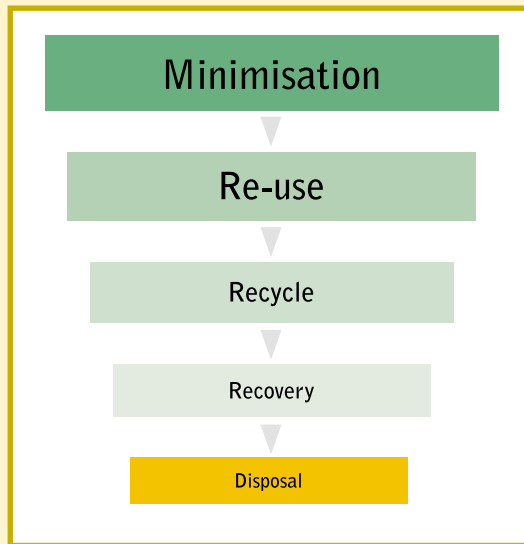 Minimisation
Re-use
Recycle
Recovery
Disposal